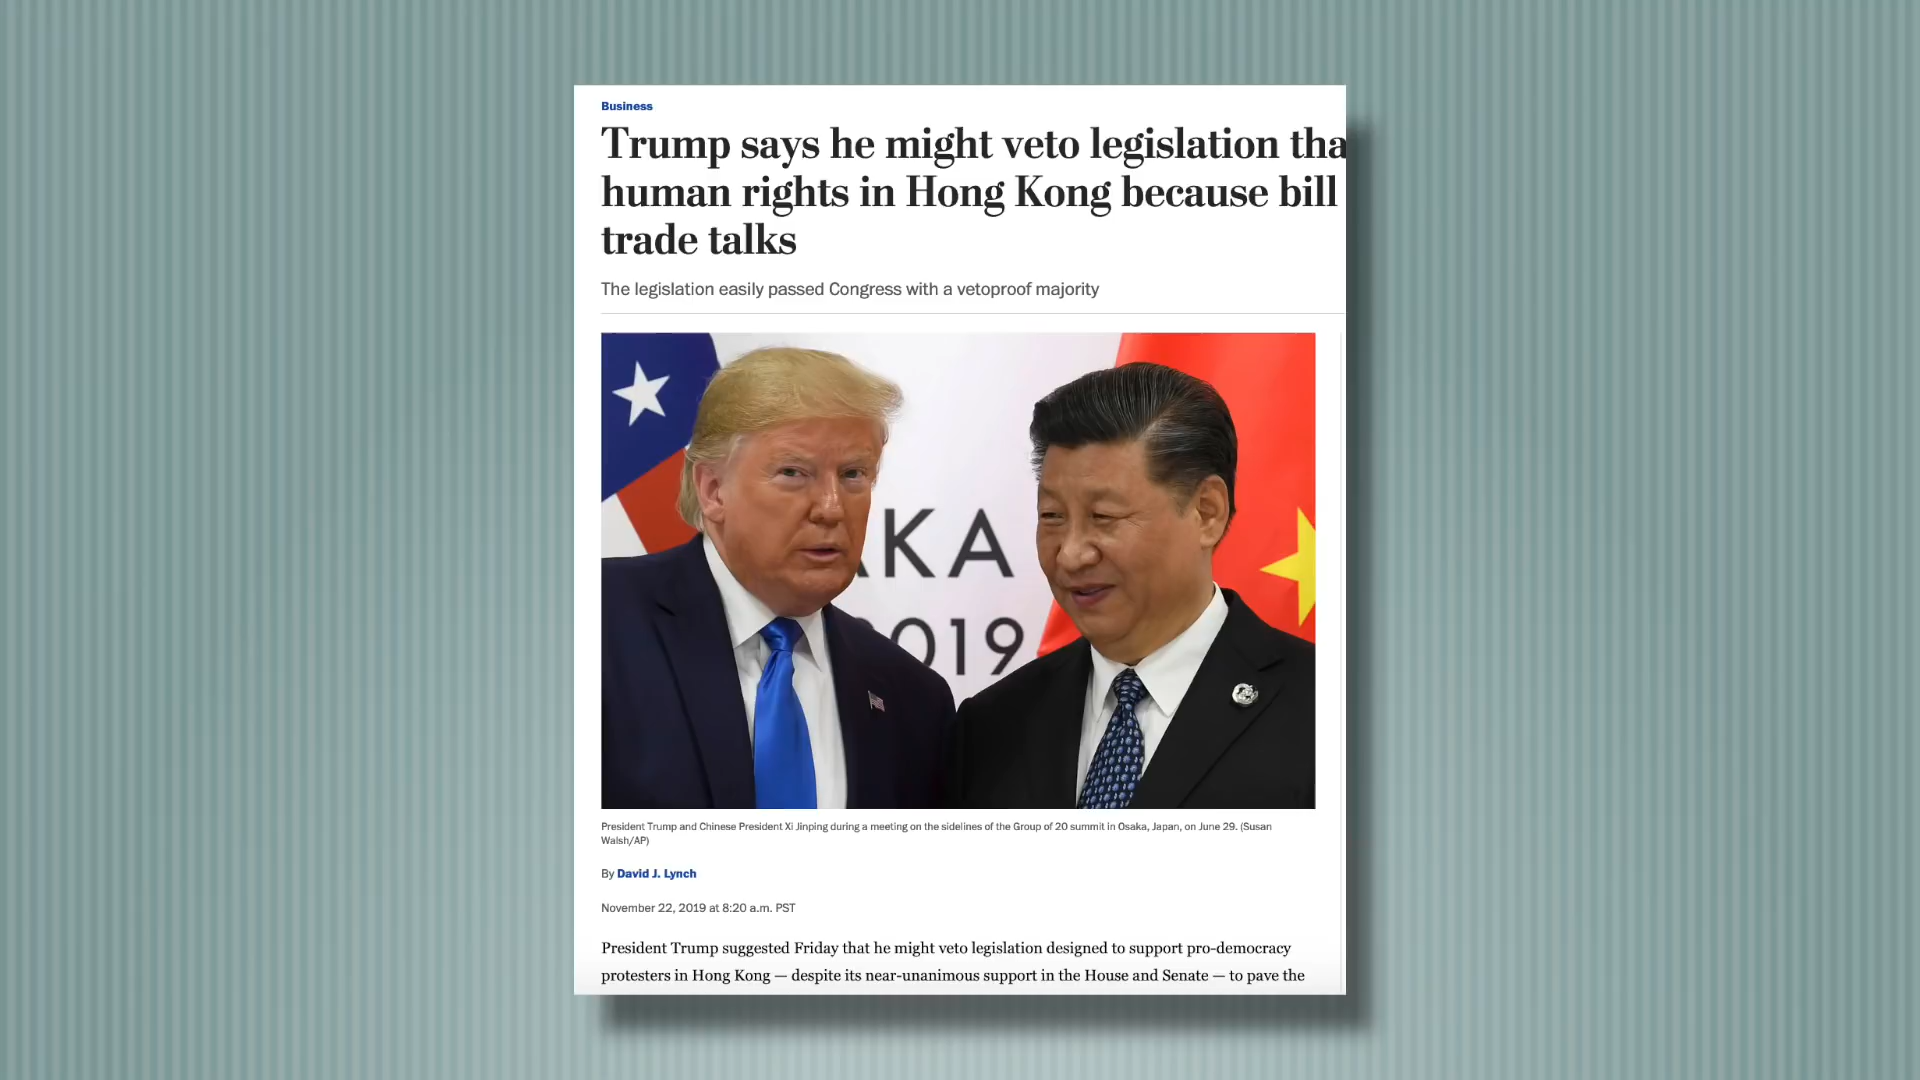 Business
Trump says he might veto legislation tha
human rights in Hong Kong because bill
trade talks
The legislation easily passed Congress with a vetoproof majority
KA
019
President Trump and Chinese President Xi Jinping during a meeting on the sidelines of the Group of 20 summit in Osaka, Japan, on June 29. (Susan
Walsh/AP)
By David J. Lynch
November 22, 2019 at 8:20 a.m. PST
President Trump suggested Friday that he might veto legislation designed to support pro-democracy
protesters in Hong Kong — despite its near-unanimous support in the House and Senate — to pave the